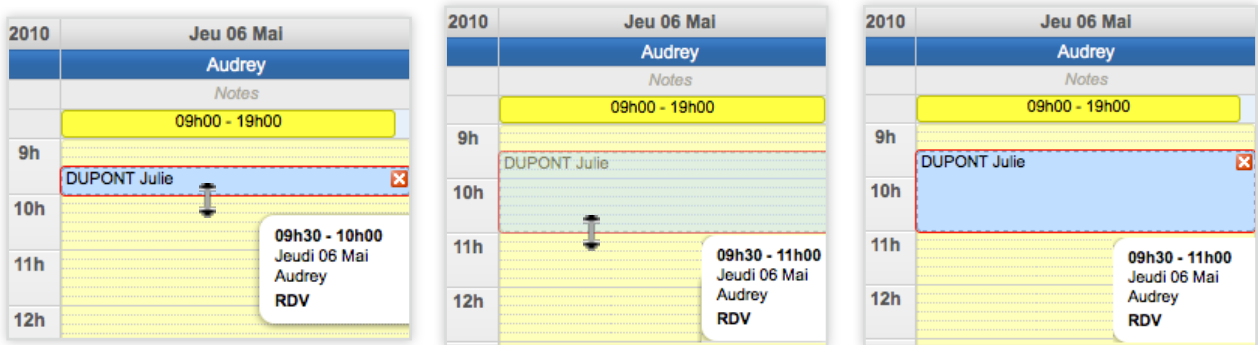 2010 Jeu 06 Mai
Audrey
Notes
09h00 - 19h00
9h
DUPONT Julie
10h
09h30 - 10h00
Jeudi 06 Mai
11h
Audrey
RDV
12h
2010 Jeu 06 Mai
Audrey
Notes
09h00 - 19h00
9h
DUPONT Julie
10h
11h
09h30 - 11h00
Jeudi 06 Mai
12h
Audrey
RDV
2010 Jeu 06 Mai
Audrey
Notes
09h00 - 19h00
9h
DUPONT Julie
10h
11h
09h30 - 11h00
Jeudi 06 Mai
12h
Audrey
RDV